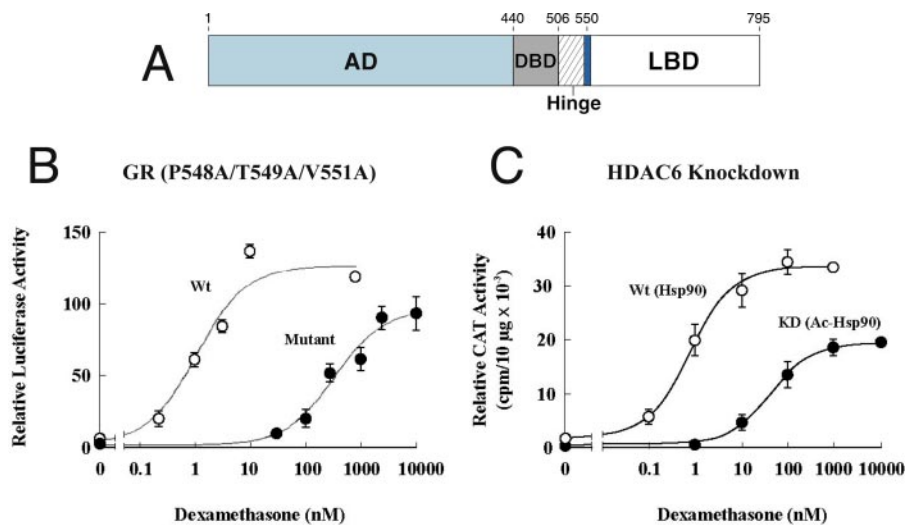 1 440 506 550 795
A AD DBD LBD
Hinge
B GR (P548A/T549A/V551A)
Relative Luciferase Activity
150
100
50
0
Wt
Mutant
0 0.1 1 10 100 1000 10000
Dexamethasone (nM)
C HDAC6 Knockdown
Relative CAT Activity
(cpm/10 µg x 10⁻³)
40
30
20
10
0
Wt (Hsp90)
KD (Ac-Hsp90)
0 0.1 1 10 100 1000 10000
Dexamethasone (nM)